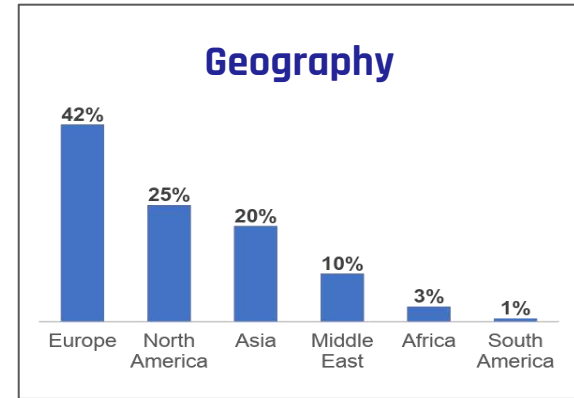 Geography
42%
25%
20%
10%
3%
1%
Europe
North
America
Asia
Middle
East
Africa
South
America